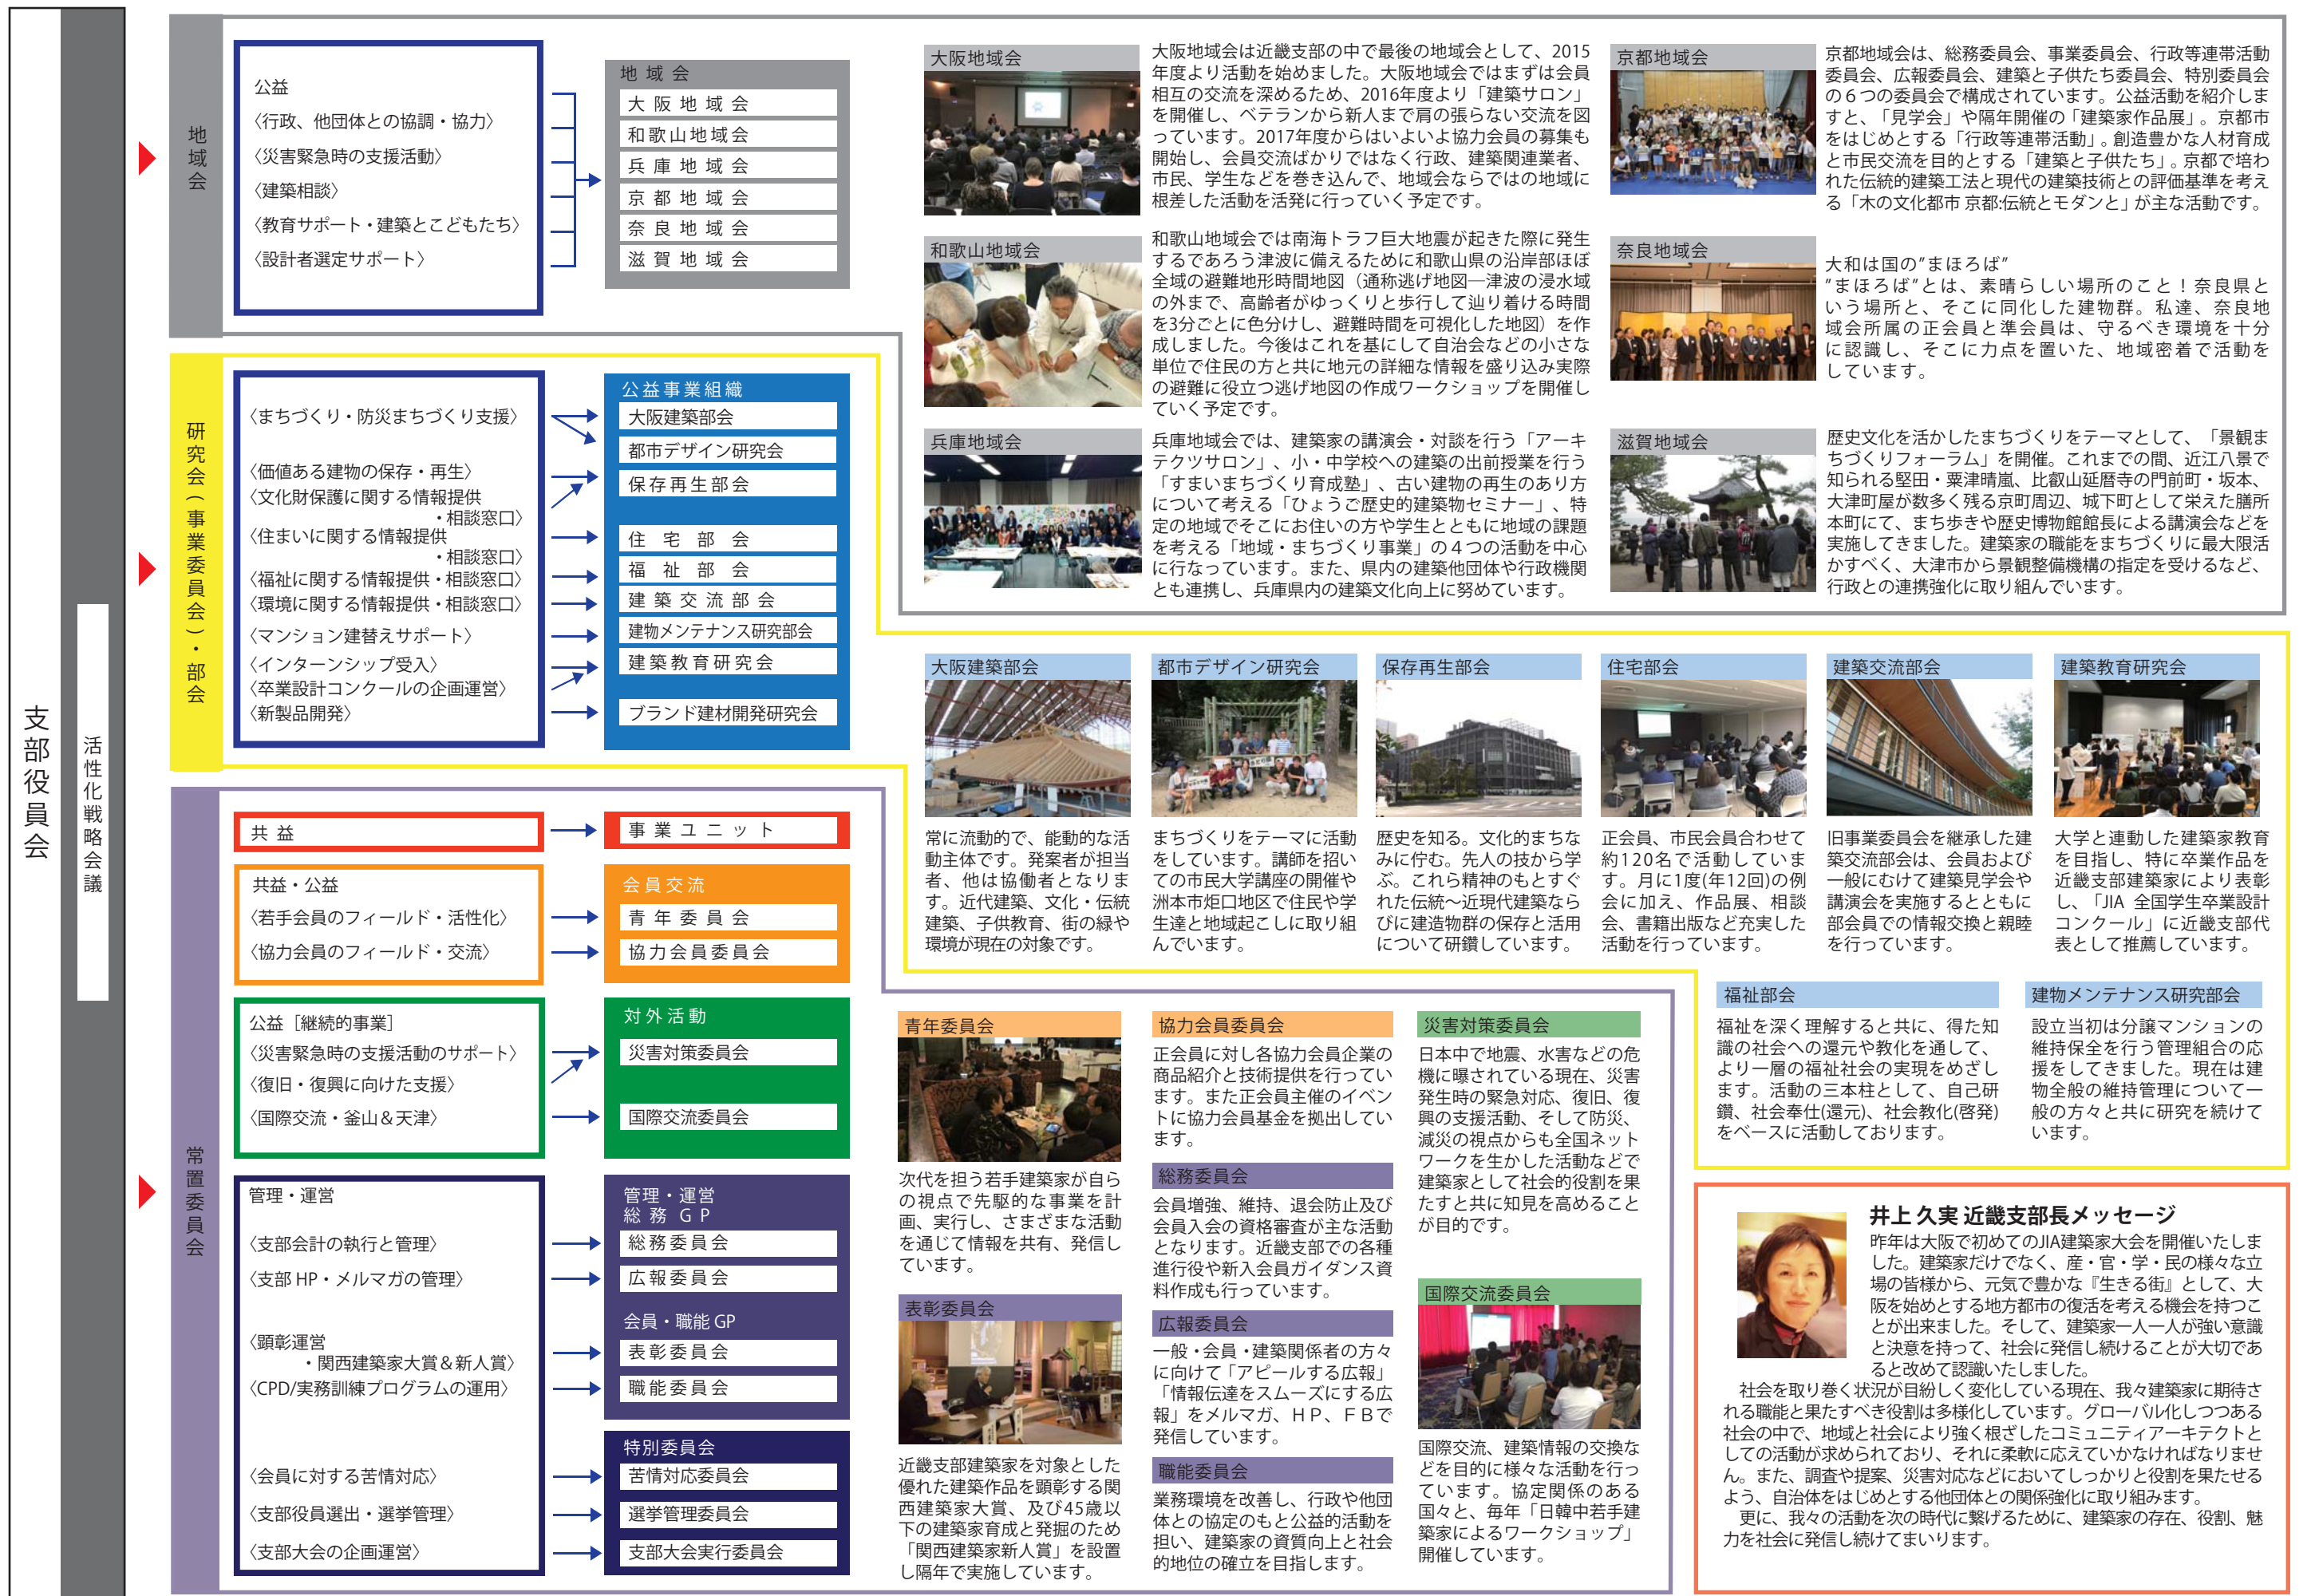 支部役員会
活性化戦略会議
地域会
公益
〈行政、他団体との協調・協力〉
〈災害緊急時の支援活動〉
〈建築相談〉
〈教育サポート・建築とこどもたち〉
〈設計者選定サポート〉
地域会
大阪地域会
和歌山地域会
兵庫地域会
京都地域会
奈良地域会
滋賀地域会
大阪地域会
大阪地域会は近畿支部の中で最後の地域会として、2015
年度より活動を始めました。大阪地域会ではまずは会員
相互の交流を深めるため、2016年度より「建築サロン」
を開催し、ベテランから新人まで肩の張らない交流を図
っています。2017年度からはいよいよ協力会員の募集も
開始し、会員交流ばかりではなく行政、建築関連業者、
市民、学生などを巻き込んで、地域会ならではの地域に
根差した活動を活発に行っていく予定です。
和歌山地域会
和歌山地域会では南海トラフ巨大地震が起きた際に発生
するであろう津波に備えるために和歌山県の沿岸部ほぼ
全域の避難地形時間地図（通称逃げ地図―津波の浸水域
の外まで、高齢者がゆっくりと歩行して辿り着ける時間
を3分ごとに色分けし、避難時間を可視化した地図）を作
成しました。今後はこれを基にして自治会などの小さな
単位で住民の方と共に地元の詳細な情報を盛り込み実際
の避難に役立つ逃げ地図の作成ワークショップを開催し
ていく予定です。
兵庫地域会
兵庫地域会では、建築家の講演会・対談を行う「アーキ
テクツサロン」、小・中学校への建築の出前授業を行う
「すまいまちづくり育成塾」、古い建物の再生のあり方
について考える「ひょうご歴史的建築物セミナー」、特
定の地域でそこにお住いの方や学生とともに地域の課題
を考える「地域・まちづくり事業」の４つの活動を中心
に行なっています。また、県内の建築他団体や行政機関
とも連携し、兵庫県内の建築文化向上に努めています。
京都地域会
京都地域会は、総務委員会、事業委員会、行政等連帯活動
委員会、広報委員会、建築と子供たち委員会、特別委員会
の６つの委員会で構成されています。公益活動を紹介しま
すと、「見学会」や隔年開催の「建築家作品展」。京都市
をはじめとする「行政等連帯活動」。創造豊かな人材育成
と市民交流を目的とする「建築と子供たち」。京都で培わ
れた伝統的建築工法と現代の建築技術との評価基準を考え
る「木の文化都市 京都:伝統とモダンと」が主な活動です。
奈良地域会
大和は国の”まほろば”
”まほろば”とは、素晴らしい場所のこと！奈良県と
いう場所と、そこに同化した建物群。私達、奈良地
域会所属の正会員と準会員は、守るべき環境を十分
に認識し、そこに力点を置いた、地域密着で活動を
しています。
滋賀地域会
歴史文化を活かしたまちづくりをテーマとして、「景観ま
ちづくりフォーラム」を開催。これまでの間、近江八景で
知られる堅田・粟津晴嵐、比叡山延暦寺の門前町・坂本、
大津町屋が数多く残る京町周辺、城下町として栄えた膳所
本町にて、まち歩きや歴史博物館館長による講演会などを
実施してきました。建築家の職能をまちづくりに最大限活
かすべく、大津市から景観整備機構の指定を受けるなど、
行政との連携強化に取り組んでいます。
研究会（事業委員会）・部会
〈まちづくり・防災まちづくり支援〉
〈価値ある建物の保存・再生〉
〈文化財保護に関する情報提供
・相談窓口〉
〈住まいに関する情報提供
・相談窓口〉
〈福祉に関する情報提供・相談窓口〉
〈環境に関する情報提供・相談窓口〉
〈マンション建替えサポート〉
〈インターンシップ受入〉
〈卒業設計コンクールの企画運営〉
〈新製品開発〉
公益事業組織
大阪建築部会
都市デザイン研究会
保存再生部会
住宅部会
福祉部会
建築交流部会
建物メンテナンス研究部会
建築教育研究会
ブランド建材開発研究会
大阪建築部会
常に流動的で、能動的な活
動主体です。発案者が担当
者、他は協働者となりま
す。近代建築、文化・伝統
建築、子供教育、街の緑や
環境が現在の対象です。
都市デザイン研究会
まちづくりをテーマに活動
をしています。講師を招い
ての市民大学講座の開催や
洲本市炬口地区で住民や学
生達と地域起こしに取り組
んでいます。
保存再生部会
歴史を知る。文化的まちな
みに佇む。先人の技から学
ぶ。これら精神のもとすぐ
れた伝統～近現代建築なら
びに建造物群の保存と活用
について研鑽しています。
住宅部会
正会員、市民会員合わせて
約120名で活動していま
す。月に1度(年12回)の例
会に加え、作品展、相談
会、書籍出版など充実した
活動を行っています。
建築交流部会
旧事業委員会を継承した建
築交流部会は、会員および
一般にむけて建築見学会や
講演会を実施するとともに
部会員での情報交換と親睦
を行っています。
建築教育研究会
大学と連動した建築家教育
を目指し、特に卒業作品を
近畿支部建築家により表彰
し、「JIA 全国学生卒業設計
コンクール」に近畿支部代
表として推薦しています。
福祉部会
福祉を深く理解すると共に、得た知
識の社会への還元や教化を通して、
より一層の福祉社会の実現をめざし
ます。活動の三本柱として、自己研
鑽、社会奉仕(還元)、社会教化(啓発)
をベースに活動しております。
建物メンテナンス研究部会
設立当初は分譲マンションの
維持保全を行う管理組合の応
援をしてきました。現在は建
物全般の維持管理について一
般の方々と共に研究を続けて
います。
常置委員会
共益
事業ユニット
共益・公益
〈若手会員のフィールド・活性化〉
〈協力会員のフィールド・交流〉
会員交流
青年委員会
協力会員委員会
公益［継続的事業］
〈災害緊急時の支援活動のサポート〉
〈復旧・復興に向けた支援〉
〈国際交流・釜山＆天津〉
対外活動
災害対策委員会
国際交流委員会
管理・運営
〈支部会計の執行と管理〉
〈支部 HP・メルマガの管理〉
〈顕彰運営
・関西建築家大賞＆新人賞〉
〈CPD/実務訓練プログラムの運用〉
〈会員に対する苦情対応〉
〈支部役員選出・選挙管理〉
〈支部大会の企画運営〉
管理・運営
総務ＧＰ
総務委員会
広報委員会
会員・職能 GP
表彰委員会
職能委員会
特別委員会
苦情対応委員会
選挙管理委員会
支部大会実行委員会
青年委員会
次代を担う若手建築家が自ら
の視点で先駆的な事業を計
画、実行し、さまざまな活動
を通じて情報を共有、発信し
ています。
表彰委員会
近畿支部建築家を対象とした
優れた建築作品を顕彰する関
西建築家大賞、及び45歳以
下の建築家育成と発掘のため
「関西建築家新人賞」を設置
し隔年で実施しています。
協力会員委員会
正会員に対し各協力会員企業の
商品紹介と技術提供を行ってい
ます。また正会員主催のイベン
トに協力会員基金を拠出してい
ます。
総務委員会
会員増強、維持、退会防止及び
会員入会の資格審査が主な活動
となります。近畿支部での各種
進行役や新入会員ガイダンス資
料作成も行っています。
広報委員会
一般・会員・建築関係者の方々
に向けて「アピールする広報」
「情報伝達をスムーズにする広
報」をメルマガ、ＨＰ、ＦＢで
発信しています。
職能委員会
業務環境を改善し、行政や他団
体との協定のもと公益的活動を
担い、建築家の資質向上と社会
的地位の確立を目指します。
災害対策委員会
日本中で地震、水害などの危
機に曝されている現在、災害
発生時の緊急対応、復旧、復
興の支援活動、そして防災、
減災の視点からも全国ネット
ワークを生かした活動などで
建築家として社会的役割を果
たすと共に知見を高めること
が目的です。
国際交流委員会
国際交流、建築情報の交換な
どを目的に様々な活動を行っ
ています。協定関係のある
国々と、毎年「日韓中若手建
築家によるワークショップ」
開催しています。
井上 久実 近畿支部長メッセージ
昨年は大阪で初めてのJIA建築家大会を開催いたしま
した。建築家だけでなく、産・官・学・民の様々な立
場の皆様から、元気で豊かな『生きる街』として、大
阪を始めとする地方都市の復活を考える機会を持つこ
とが出来ました。そして、建築家一人一人が強い意識
と決意を持って、社会に発信し続けることが大切であ
ると改めて認識いたしました。
社会を取り巻く状況が目紛しく変化している現在、我々建築家に期待さ
れる職能と果たすべき役割は多様化しています。グローバル化しつつある
社会の中で、地域と社会により強く根ざしたコミュニティアーキテクトと
しての活動が求められており、それに柔軟に応えていかなければなりませ
ん。また、調査や提案、災害対応などにおいてしっかりと役割を果たせる
よう、自治体をはじめとする他団体との関係強化に取り組みます。
更に、我々の活動を次の時代に繋げるために、建築家の存在、役割、魅
力を社会に発信し続けてまいります。